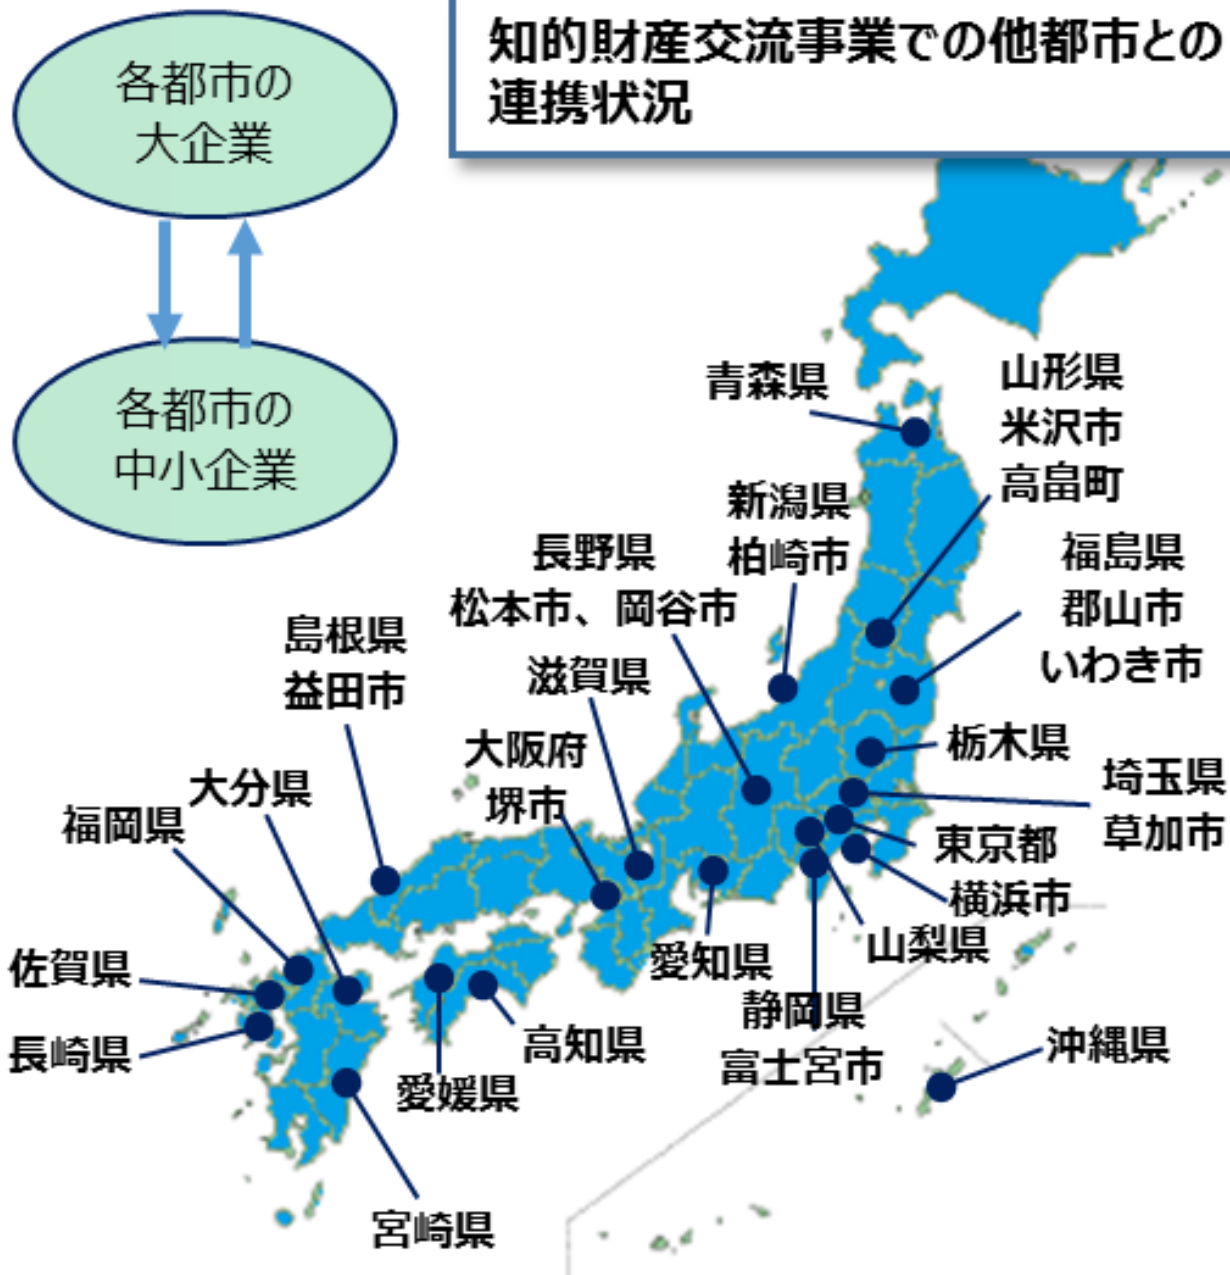 知的財産交流事業での他都市との
連携状況
各都市の
大企業
各都市の
中小企業
青森県
山形県
米沢市
高畠町
新潟県
柏崎市
福島県
郡山市
いわき市
長野県
松本市、岡谷市
島根県
益田市
滋賀県
大阪府
堺市
栃木県
埼玉県
草加市
大分県
福岡県
東京都
横浜市
山梨県
愛知県
静岡県
富士宮市
佐賀県
長崎県
高知県
愛媛県
沖縄県
宮崎県